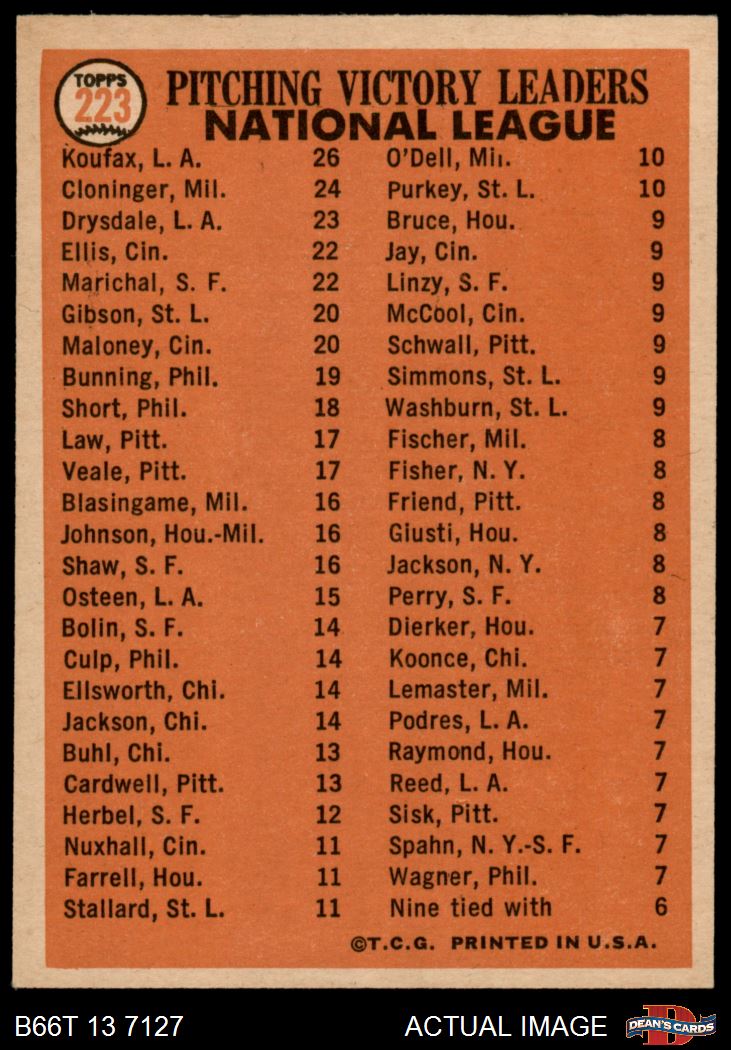 TOPPS
223
PITCHING VICTORY LEADERS
NATIONAL LEAGUE
Koufax, L. A. 26
Cloninger, Mil. 24
Drysdale, L. A. 23
Ellis, Cin. 22
Marichal, S. F. 22
Gibson, St. L. 20
Maloney, Cin. 20
Bunning, Phil. 19
Short, Phil. 18
Law, Pitt. 17
Veale, Pitt. 17
Blasingame, Mil. 16
Johnson, Hou.-Mil. 16
Shaw, S. F. 16
Osteen, L. A. 15
Bolin, S. F. 14
Culp, Phil. 14
Ellsworth, Chi. 14
Jackson, Chi. 14
Buhl, Chi. 13
Cardwell, Pitt. 13
Herbel, S. F. 12
Nuxhall, Cin. 11
Farrell, Hou. 11
Stallard, St. L. 11
O'Dell, Mil. 10
Purkey, St. L. 10
Bruce, Hou. 9
Jay, Cin. 9
Linzy, S. F. 9
McCool, Cin. 9
Schwall, Pitt. 9
Simmons, St. L. 9
Washburn, St. L. 9
Fischer, Mil. 8
Fisher, N. Y. 8
Friend, Pitt. 8
Giusti, Hou. 8
Jackson, N. Y. 8
Perry, S. F. 8
Dierker, Hou. 7
Koonce, Chi. 7
Lemaster, Mil. 7
Podres, L. A. 7
Raymond, Hou. 7
Reed, L. A. 7
Sisk, Pitt. 7
Spahn, N. Y.-S. F. 7
Wagner, Phil. 7
Nine tied with 6
©T.C.G. PRINTED IN U.S.A.
B66T 13 7127
ACTUAL IMAGE
D
DEAN'S CARDS